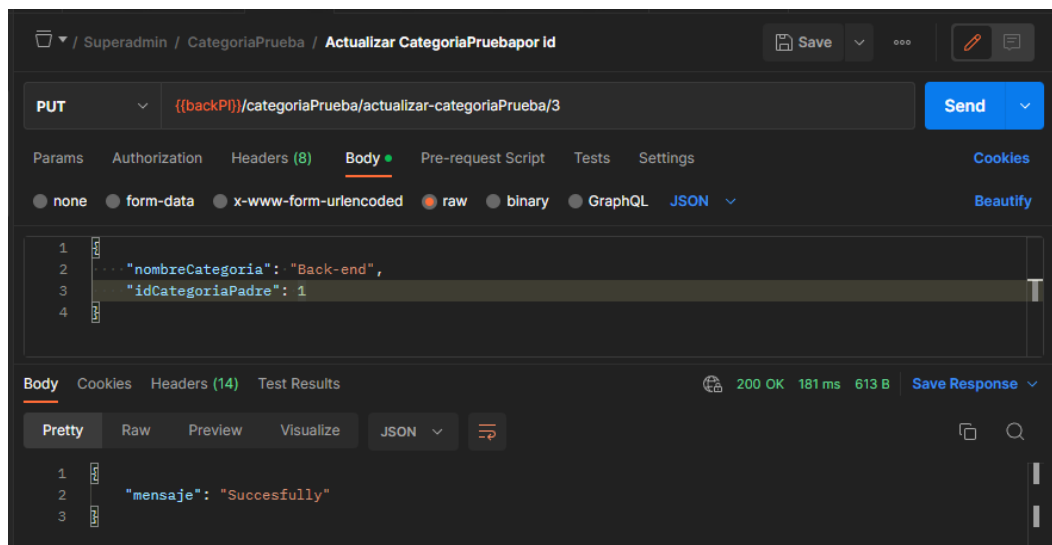 / Superadmin / CategoriaPrueba / Actualizar CategoriaPruebapor id Save
PUT {{backPI}}/categoriaPrueba/actualizar-categoriaPrueba/3 Send
Params Authorization Headers (8) Body Pre-request Script Tests Settings Cookies
none form-data x-www-form-urlencoded raw binary GraphQL JSON Beautify
1 {
2 "nombreCategoria": "Back-end",
3 "idCategoriaPadre": 1
4 }
Body Cookies Headers (14) Test Results 200 OK 181 ms 613 B Save Response
Pretty Raw Preview Visualize JSON
1 {
2 "mensaje": "Succesfully"
3 }